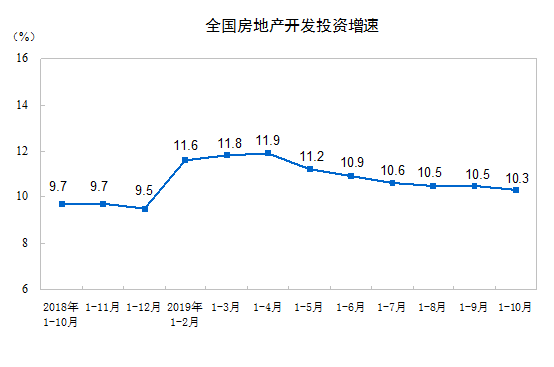 全国房地产开发投资增速
（%）
16
14
12
10
8
6
9.7
9.7
9.5
11.6
11.8
11.9
11.2
10.9
10.6
10.5
10.5
10.3
2018年
1-10月
1-11月
1-12月
2019年
1-2月
1-3月
1-4月
1-5月
1-6月
1-7月
1-8月
1-9月
1-10月